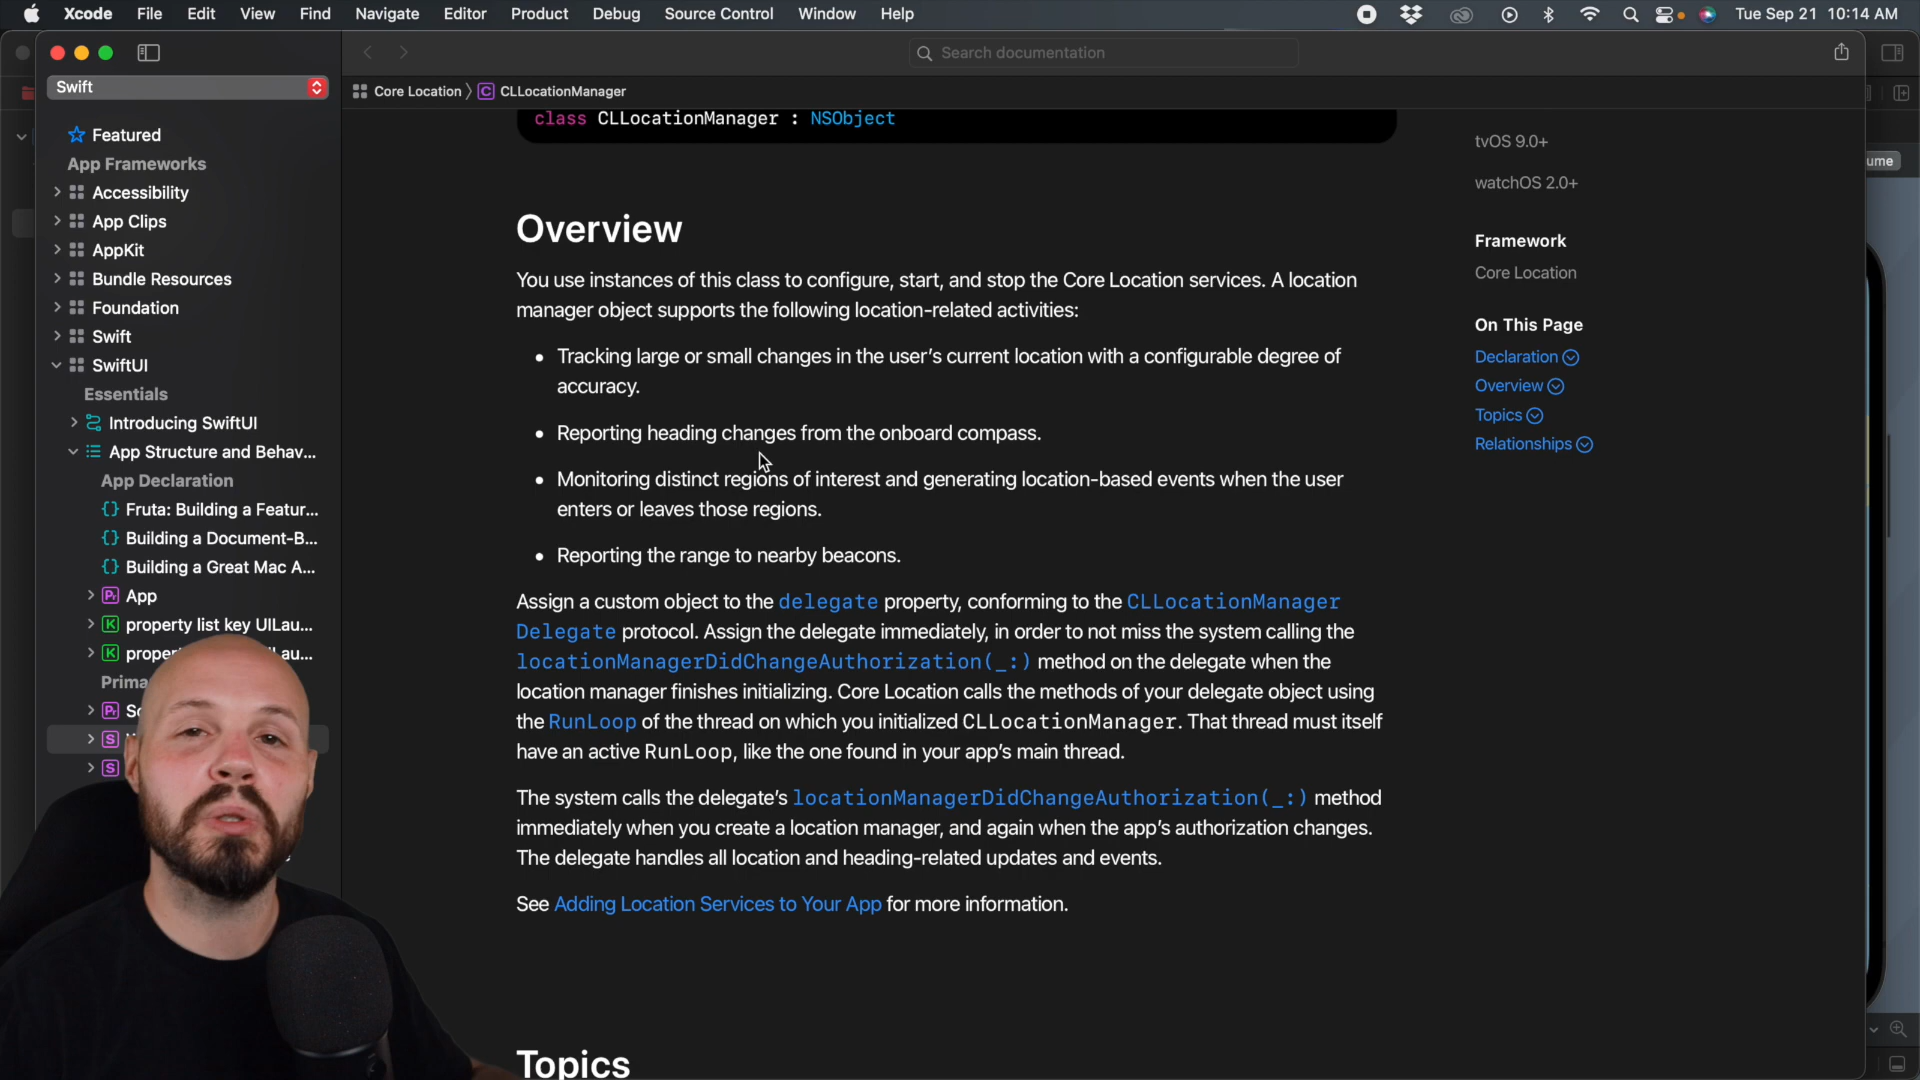 Xcode File Edit View Find Navigate Editor Product Debug Source Control Window Help Tue Sep 21 10:14 AM
Search documentation
Swift
Core Location CLLocationManager
Featured
App Frameworks
Accessibility
App Clips
AppKit
Bundle Resources
Foundation
Swift
SwiftUI
Essentials
Introducing SwiftUI
App Structure and Behav...
App Declaration
Fruta: Building a Featur...
Building a Document-B...
Building a Great Mac A...
App
property list key UILau...
class CLLocationManager : NSObject
Overview
You use instances of this class to configure, start, and stop the Core Location services. A location
manager object supports the following location-related activities:
• Tracking large or small changes in the user's current location with a configurable degree of
accuracy.
• Reporting heading changes from the onboard compass.
• Monitoring distinct regions of interest and generating location-based events when the user
enters or leaves those regions.
• Reporting the range to nearby beacons.
Assign a custom object to the delegate property, conforming to the CLLocationManager
Delegate protocol. Assign the delegate immediately, in order to not miss the system calling the
locationManagerDidChangeAuthorization(_:) method on the delegate when the
location manager finishes initializing. Core Location calls the methods of your delegate object using
the RunLoop of the thread on which you initialized CLLocationManager. That thread must itself
have an active RunLoop, like the one found in your app's main thread.
The system calls the delegate's locationManagerDidChangeAuthorization(_:) method
immediately when you create a location manager, and again when the app's authorization changes.
The delegate handles all location and heading-related updates and events.
See Adding Location Services to Your App for more information.
Topics
tvOS 9.0+
watchOS 2.0+
Framework
Core Location
On This Page
Declaration
Overview
Topics
Relationships